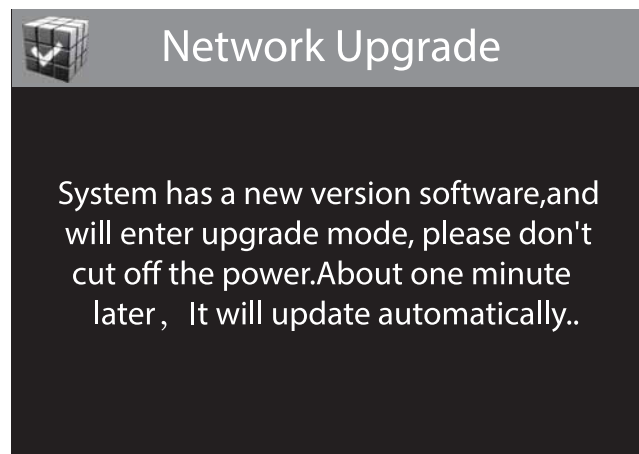 Network Upgrade
System has a new version software,and
will enter upgrade mode, please don't
cut off the power.About one minute
later，It will update automatically..